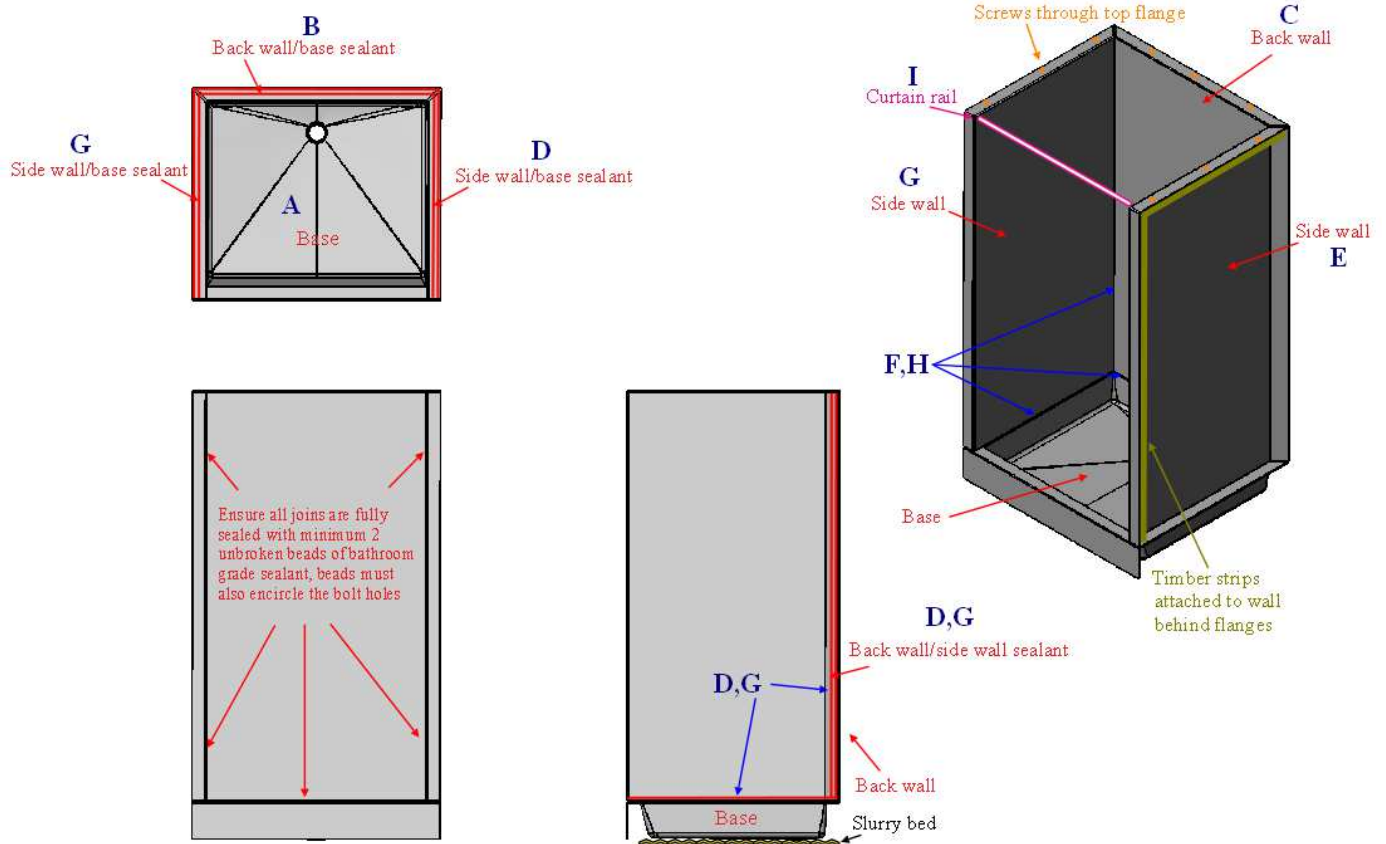 B
Back wall/base sealant
G
Side wall/base sealant
D
Side wall/base sealant
A
Base
Screws through top flange
C
Back wall
I
Curtain rail
G
Side wall
Side wall
E
F,H
Base
Timber strips
attached to wall
behind flanges
Ensure all joins are fully
sealed with minimum 2
unbroken beads of bathroom
grade sealant, beads must
also encircle the bolt holes
D,G
Back wall/side wall sealant
D,G
Back wall
Base
Slurry bed